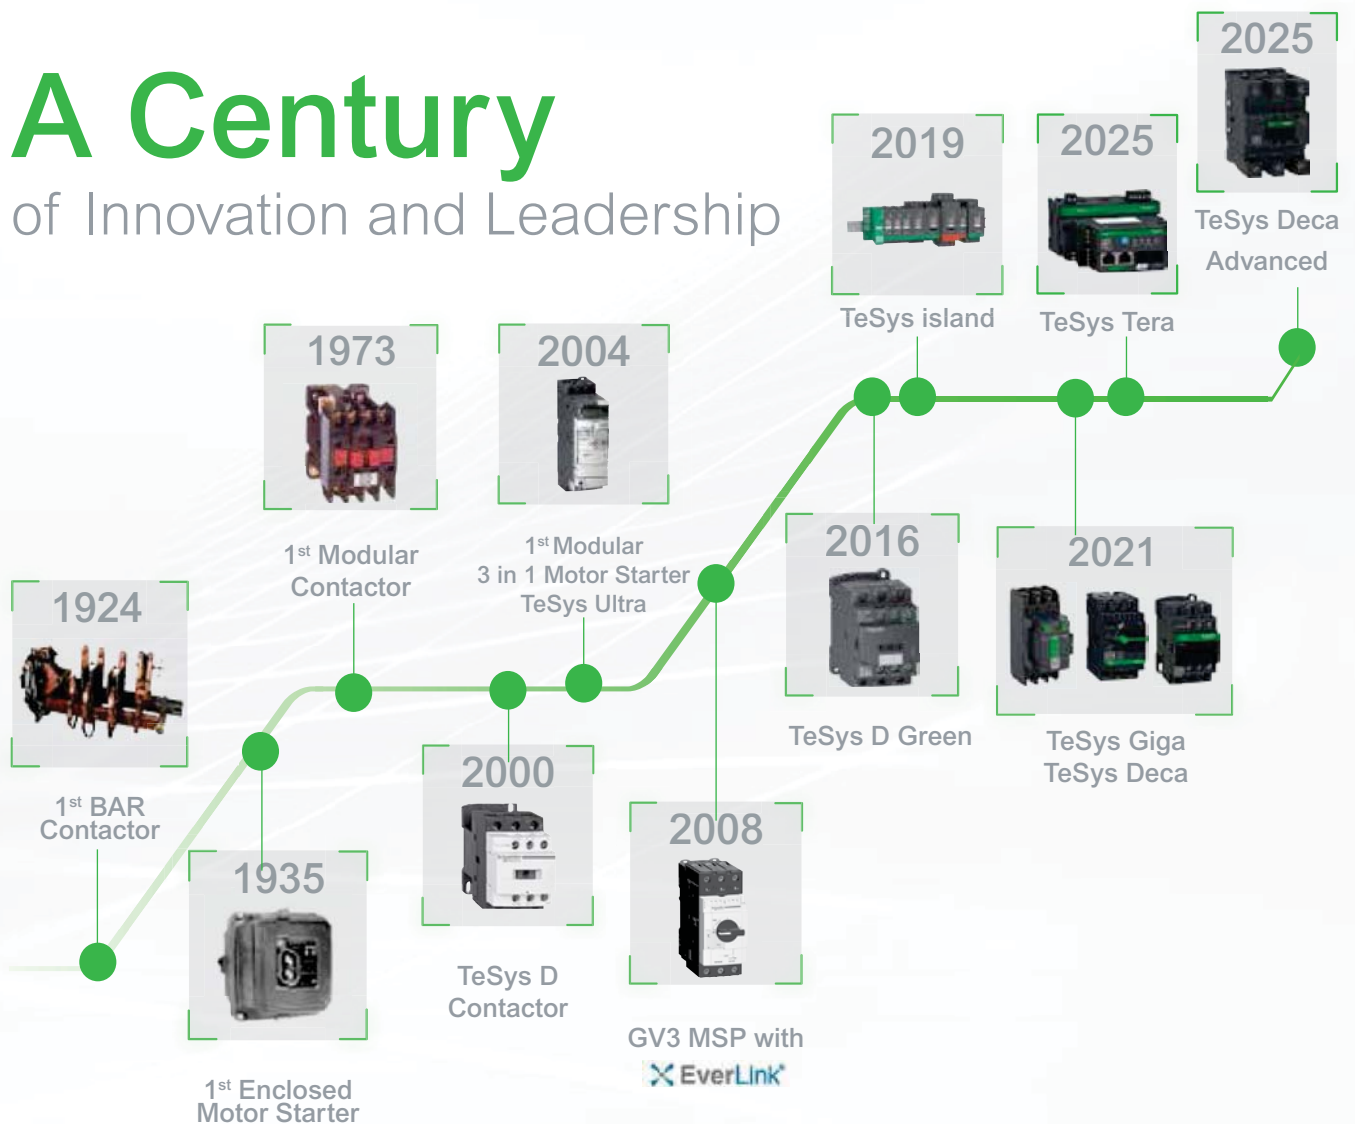 A Century
of Innovation and Leadership
1924
1st BAR
Contactor
1935
1st Enclosed
Motor Starter
1973
1st Modular
Contactor
2000
TeSys D
Contactor
2004
1st Modular
3 in 1 Motor Starter
TeSys Ultra
2008
GV3 MSP with
EverLink®
2016
TeSys D Green
2019
TeSys island
2021
TeSys Giga
TeSys Deca
2025
TeSys Tera
2025
TeSys Deca
Advanced